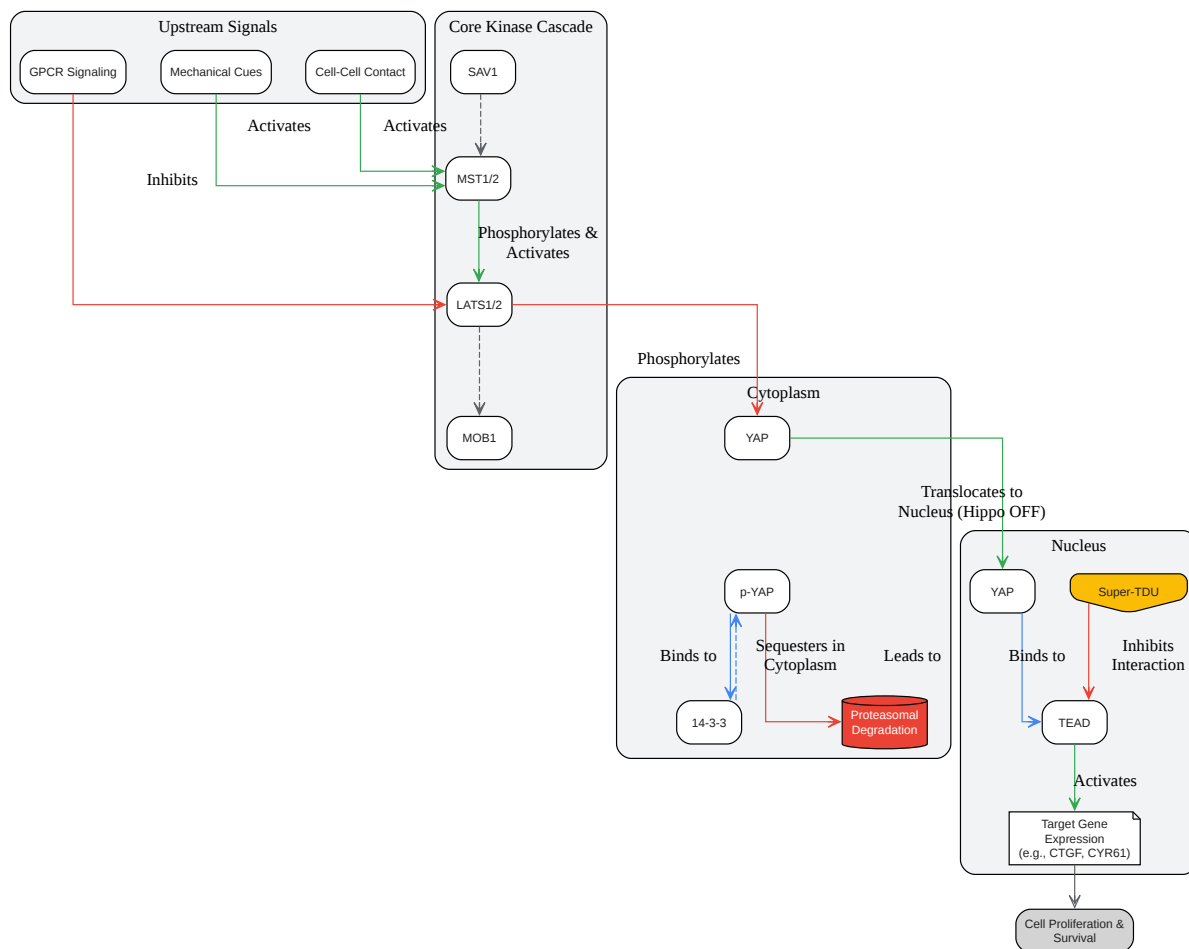 Upstream Signals
Core Kinase Cascade
GPCR Signaling
Mechanical Cues
Cell-Cell Contact
SAV1
Activates
Activates
Inhibits
MST1/2
Phosphorylates &
Activates
LATS1/2
Phosphorylates
Cytoplasm
MOB1
YAP
Translocates to
Nucleus (Hippo OFF)
Nucleus
p-YAP
YAP
Super-TDU
Binds to
Sequesters in
Cytoplasm
Leads to
Binds to
Inhibits
Interaction
14-3-3
Proteasomal
Degradation
TEAD
Activates
Target Gene
Expression
(e.g., CTGF, CYR61)
Cell Proliferation &
Survival